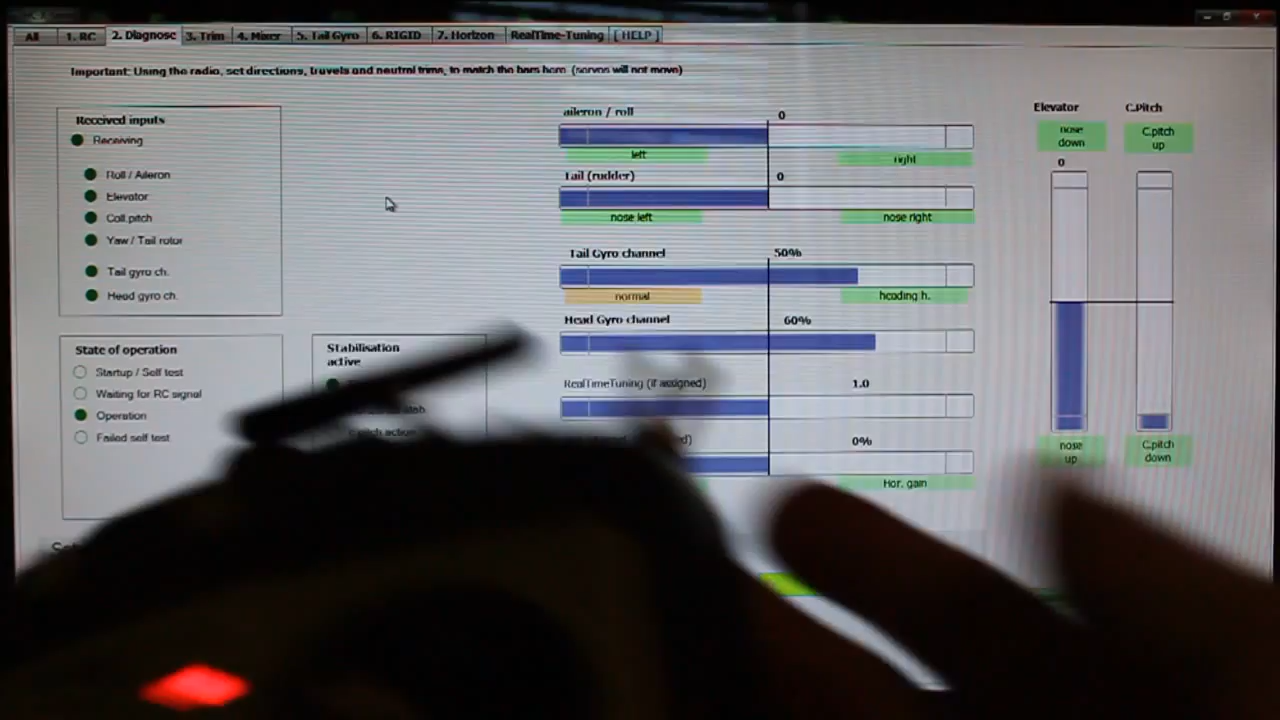 All 1. RC 2. Diagnosc 3. Trim 4. Mixer 5. Tail Gyro 6. RIGID 7. Horizon RealTime-Tuning [ HELP ]
Important: Using the radio, set directions, travels and neutral trims, to match the bars here (servos will not move)
Received inputs
Receiving
Roll / Aileron
Elevator
Coll.pitch
Yaw / Tail rotor
Tail gyro ch.
Head gyro ch.
State of operation
Startup / Self test
Waiting for RC signal
Operation
Failed self test
Stabilisation
active
aileron / roll 0
left right
Tail (rudder) 0
nose left nose right
Tail Gyro channel 50%
normal heading h.
Head Gyro channel 60%
RealTimeTuning (if assigned) 1.0
0%
Hor. gain
Elevator C.Pitch
nose
down
C.pitch
up
0
nose
up
C.pitch
down